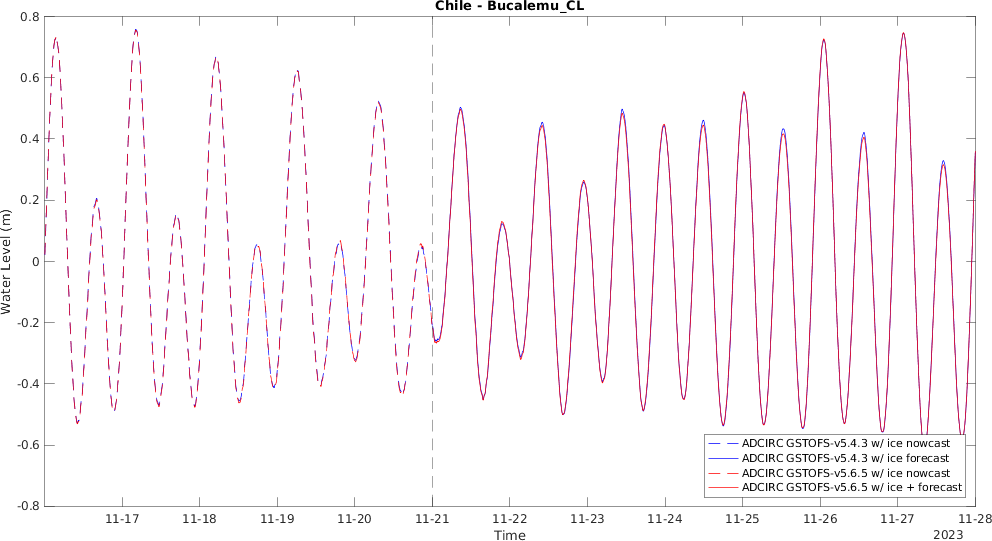 Chile - Bucalemu_CL
Water Level (m)
0.8
0.6
0.4
0.2
0
-0.2
-0.4
-0.6
-0.8
ADCIRC GSTOFS-v5.4.3 w/ ice nowcast
ADCIRC GSTOFS-v5.4.3 w/ ice forecast
ADCIRC GSTOFS-v5.6.5 w/ ice nowcast
ADCIRC GSTOFS-v5.6.5 w/ ice + forecast
11-17 11-18 11-19 11-20 11-21 11-22 11-23 11-24 11-25 11-26 11-27 11-28
Time
2023